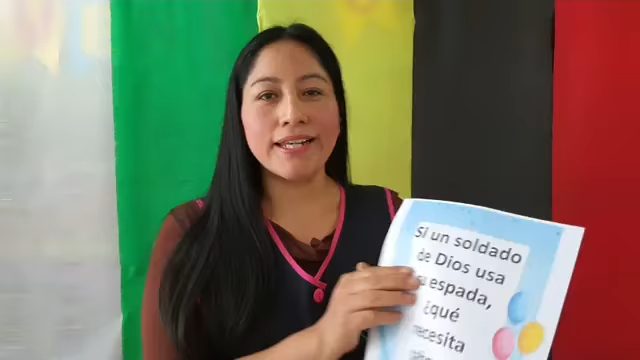 Si un soldado
de Dios usa
espada,
¿qué
necesita